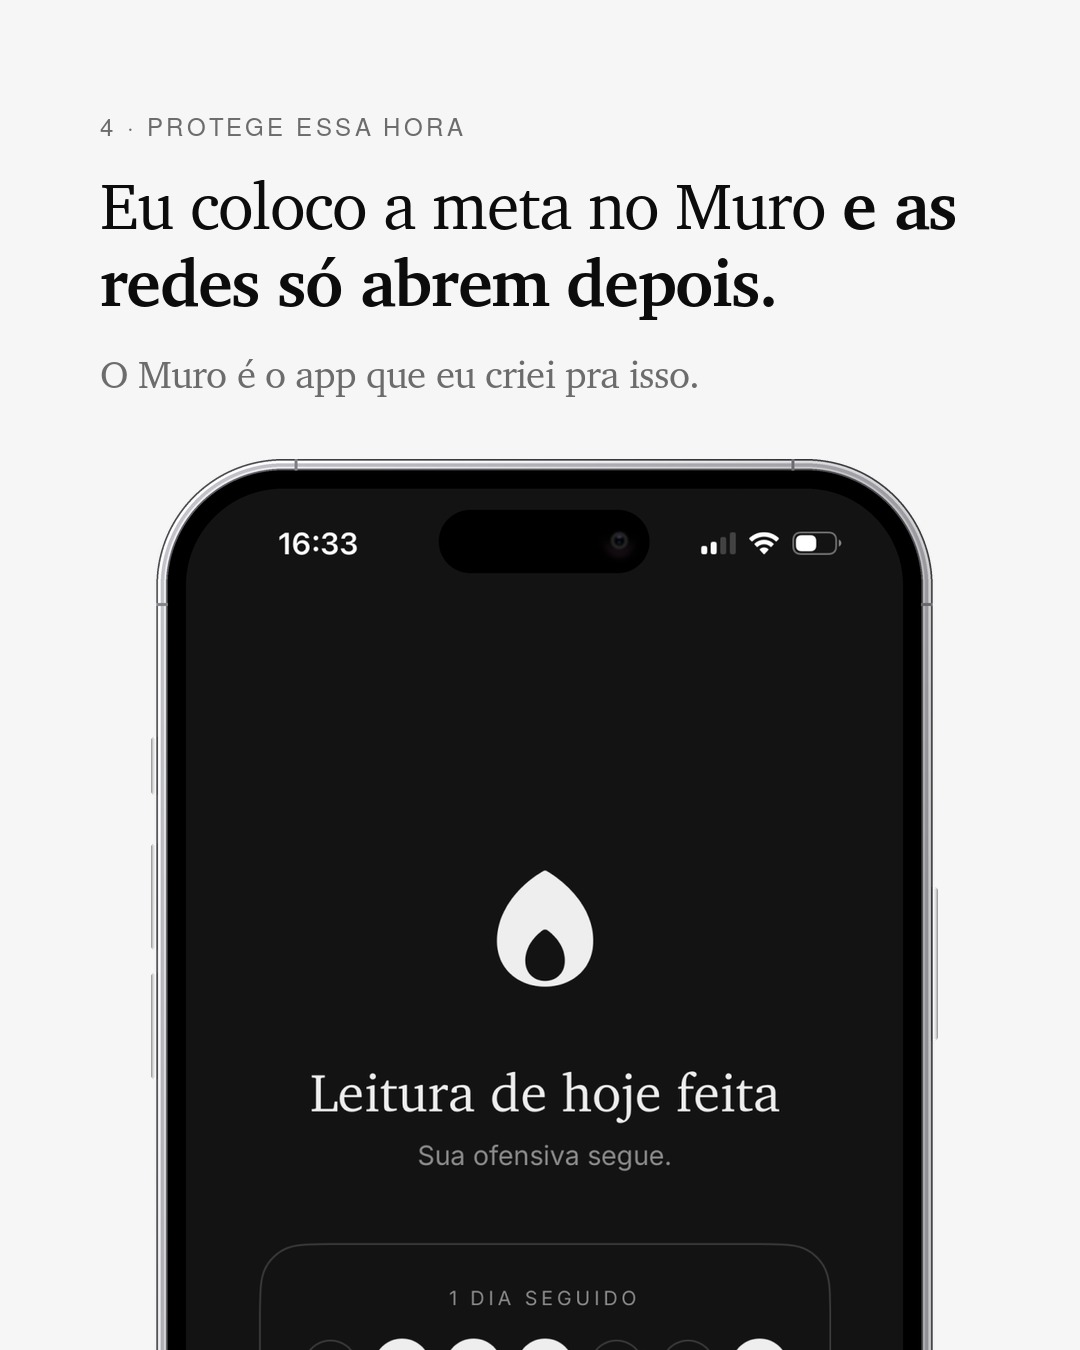 4 · PROTEGE ESSA HORA
Eu coloco a meta no Muro e as
redes só abrem depois.
O Muro é o app que eu criei pra isso.
16:33
Leitura de hoje feita
Sua ofensiva segue.
1 DIA SEGUIDO